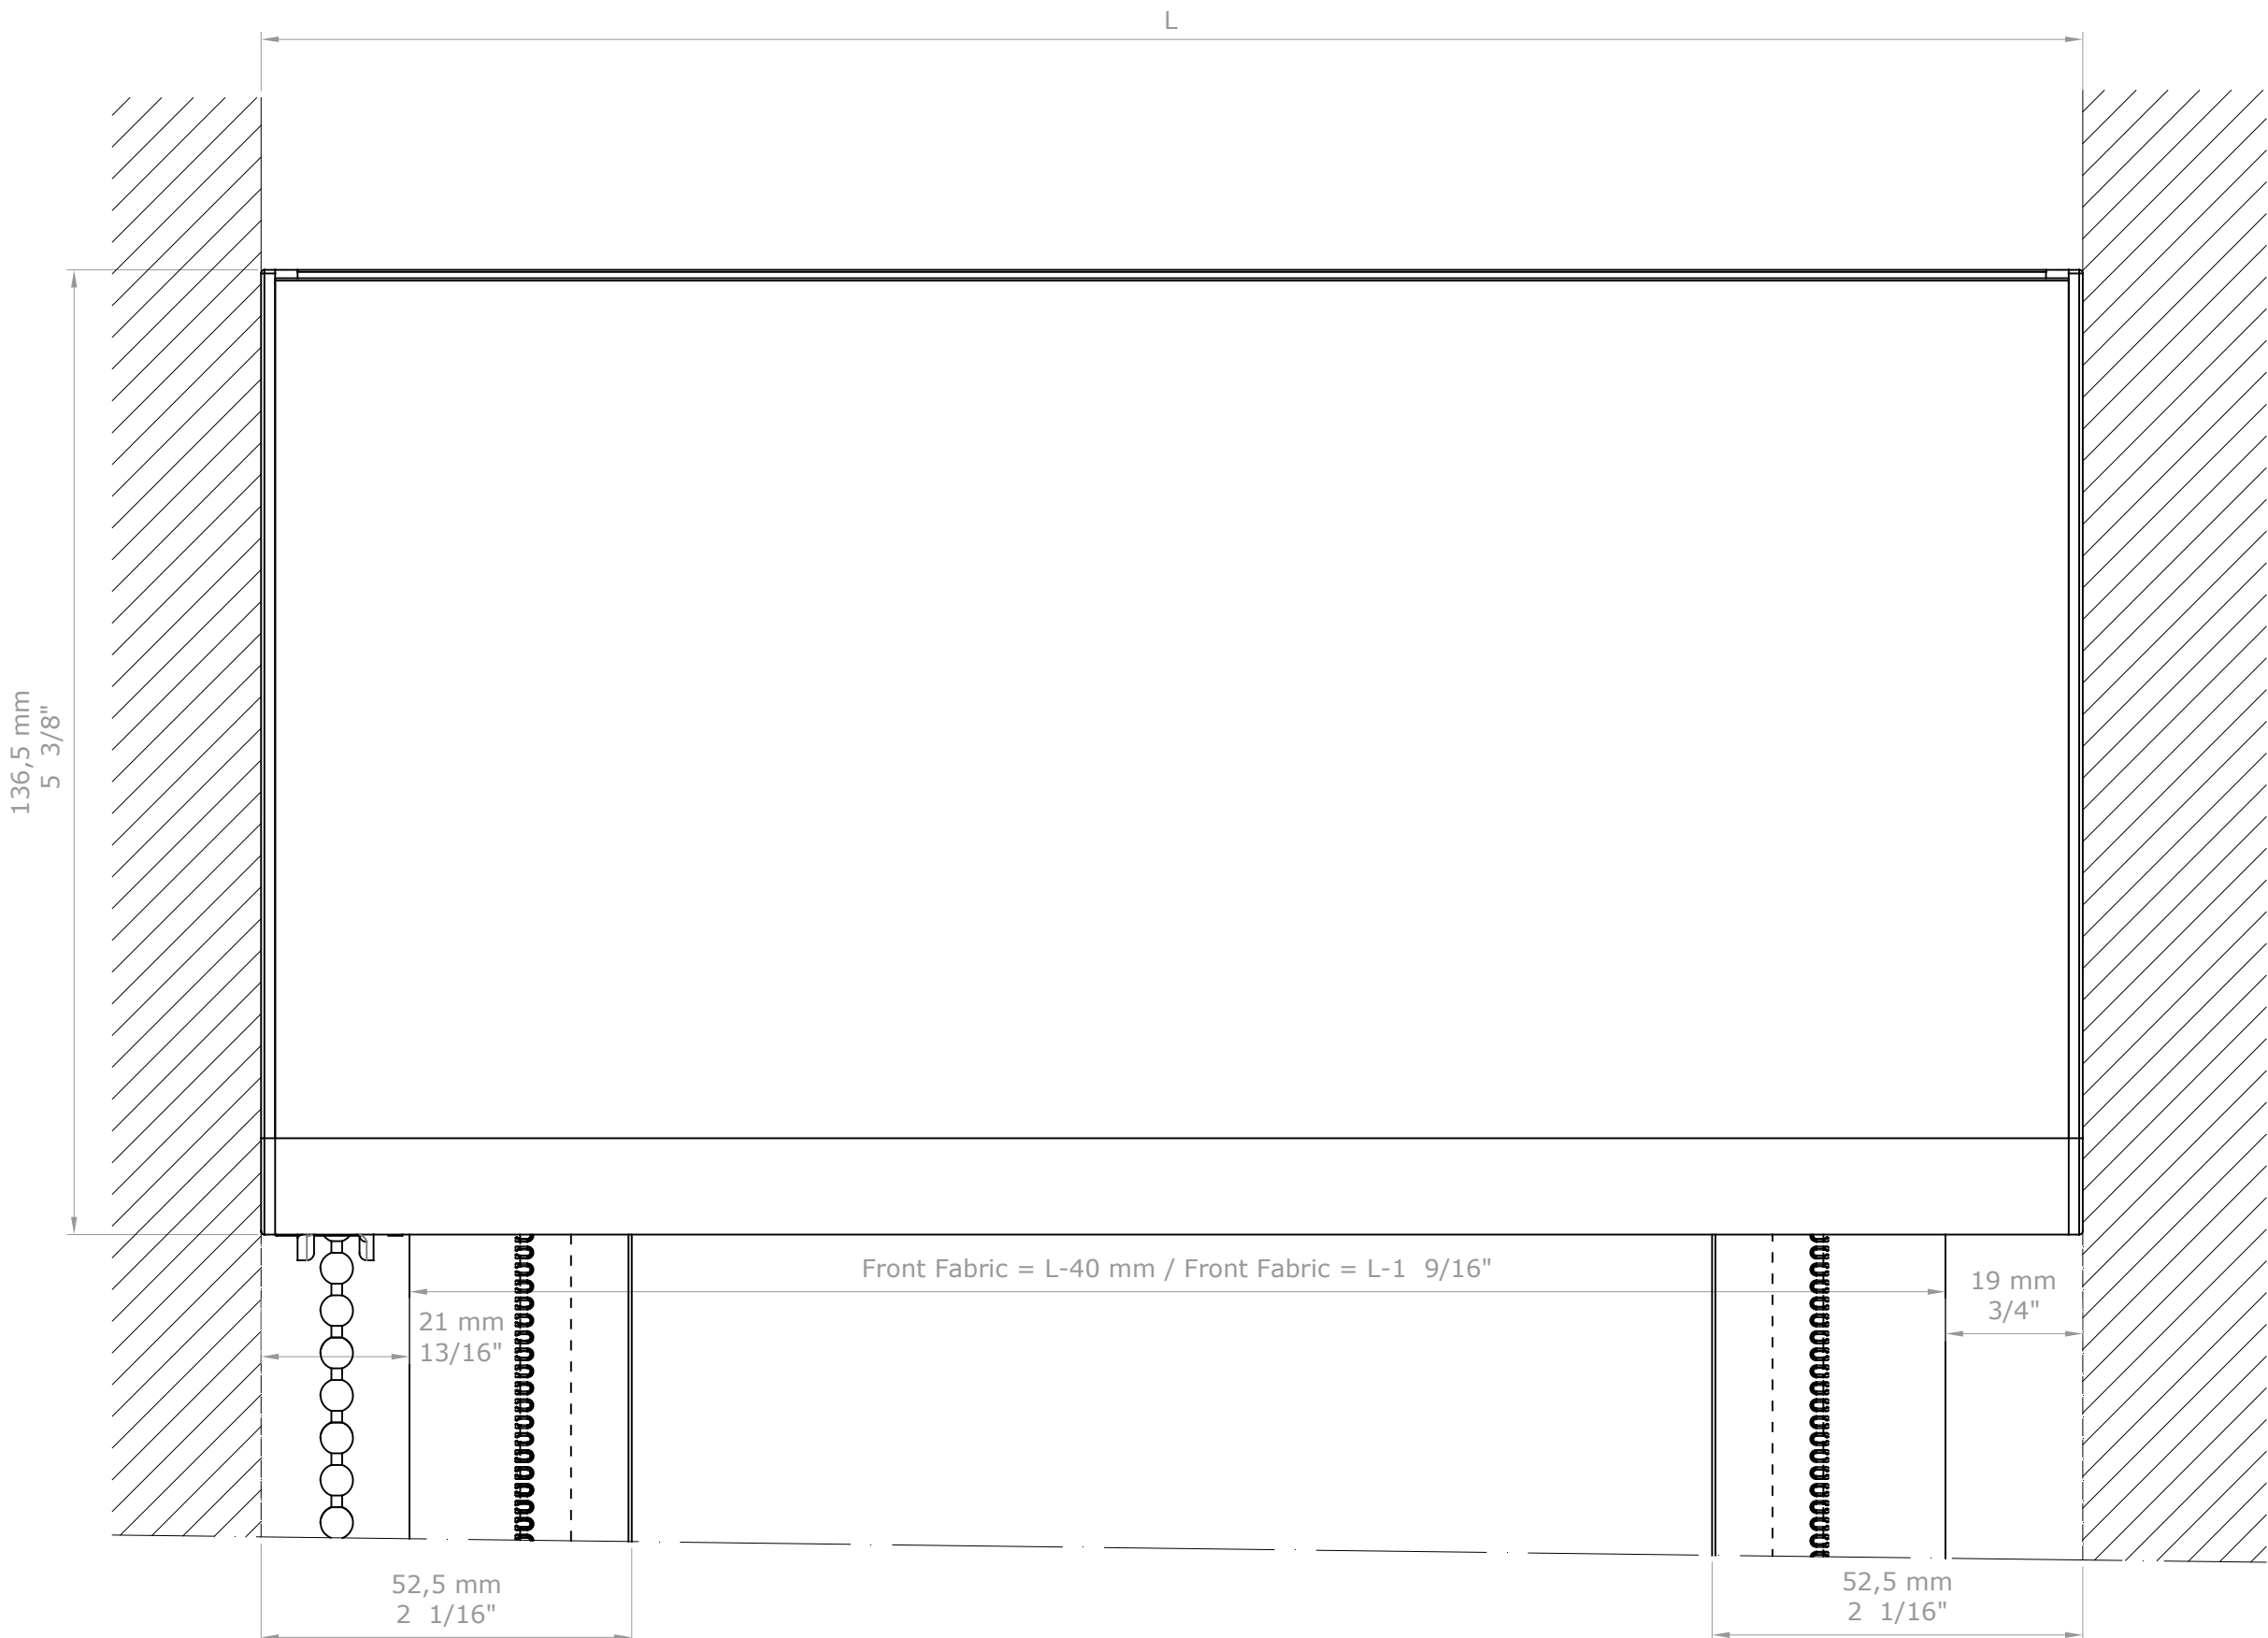 L
136,5 mm
5 3/8"
Front Fabric = L-40 mm / Front Fabric = L-1 9/16"
19 mm
3/4"
21 mm
13/16"
52,5 mm
2 1/16"
52,5 mm
2 1/16"